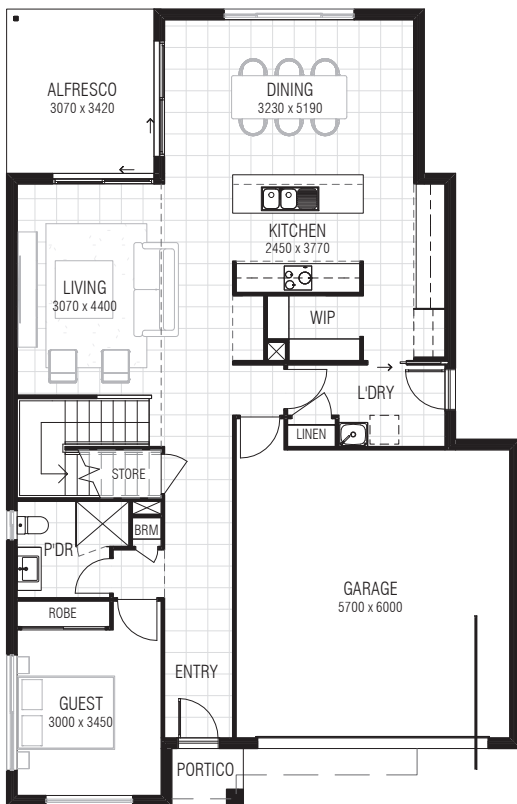 ALFRESCO
3070 x 3420
DINING
3230 x 5190
KITCHEN
2450 x 3770
LIVING
3070 x 4400
WIP
L'DRY
LINEN
STORE
BRM
P'DR
ROBE
GARAGE
5700 x 6000
ENTRY
GUEST
3000 x 3450
PORTICO